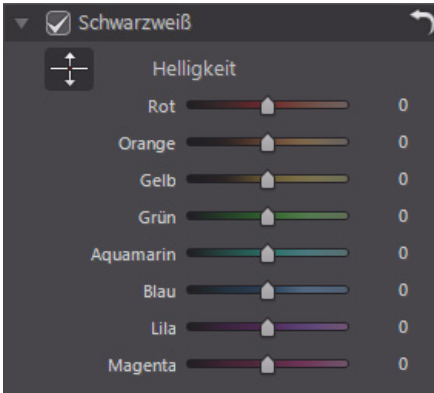 Schwarzweiß
Helligkeit
Rot 0
Orange 0
Gelb 0
Grün 0
Aquamarin 0
Blau 0
Lila 0
Magenta 0